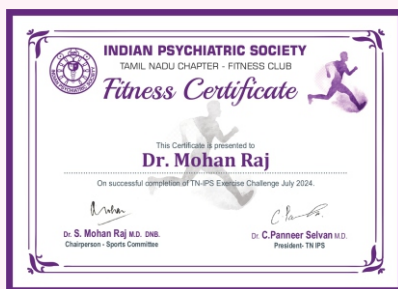 INDIAN PSYCHIATRIC SOCIETY
TAMIL NADU CHAPTER - FITNESS CLUB
Fitness Certificate
This Certificate is presented to
Dr. Mohan Raj
On successful completion of TN-IPS Exercise Challenge July 2024.
Dr. S. Mohan Raj M.D. DNB.
Chairperson - Sports Committee
Dr. C.Panneer Selvan M.D.
President- TN IPS